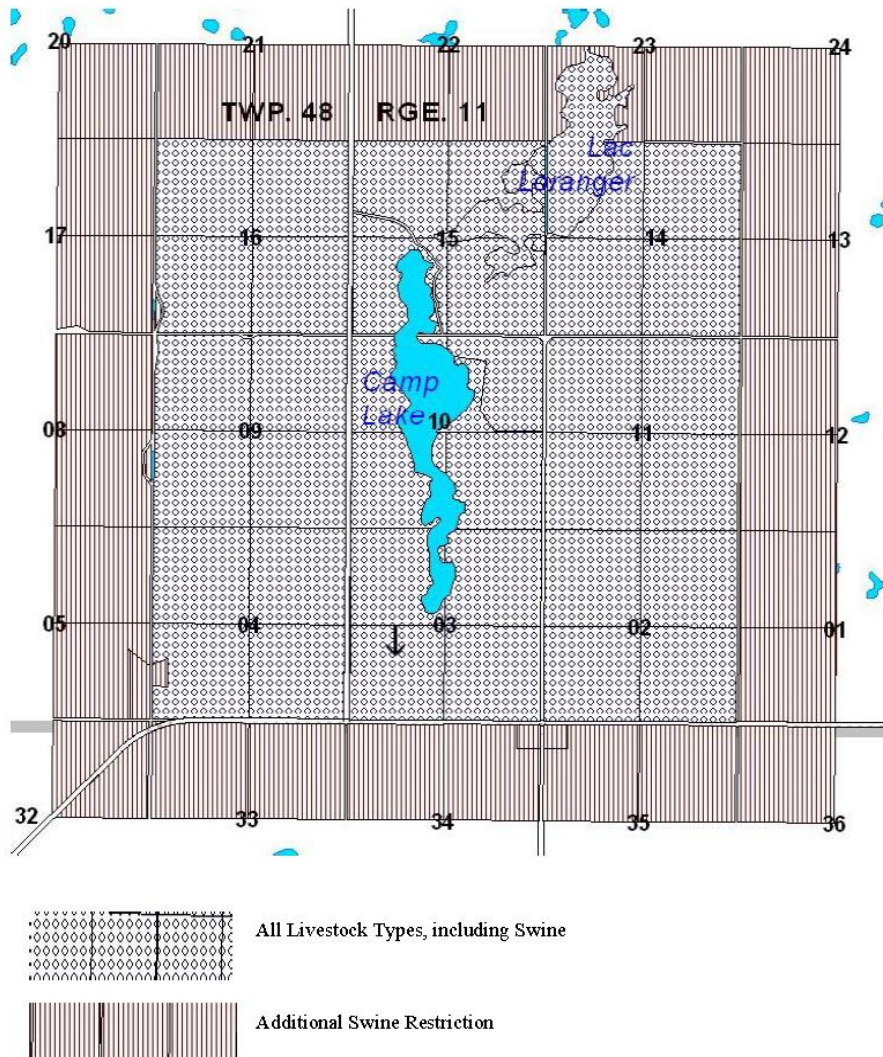 20 21 22 23 24
TWP. 48 RGE. 11
Lac
Loranger
17 16 15 14 13
Camp
Lake
08 09 10 11 12
05 04 03 02 01
32 33 34 35 36
All Livestock Types, including Swine
Additional Swine Restriction